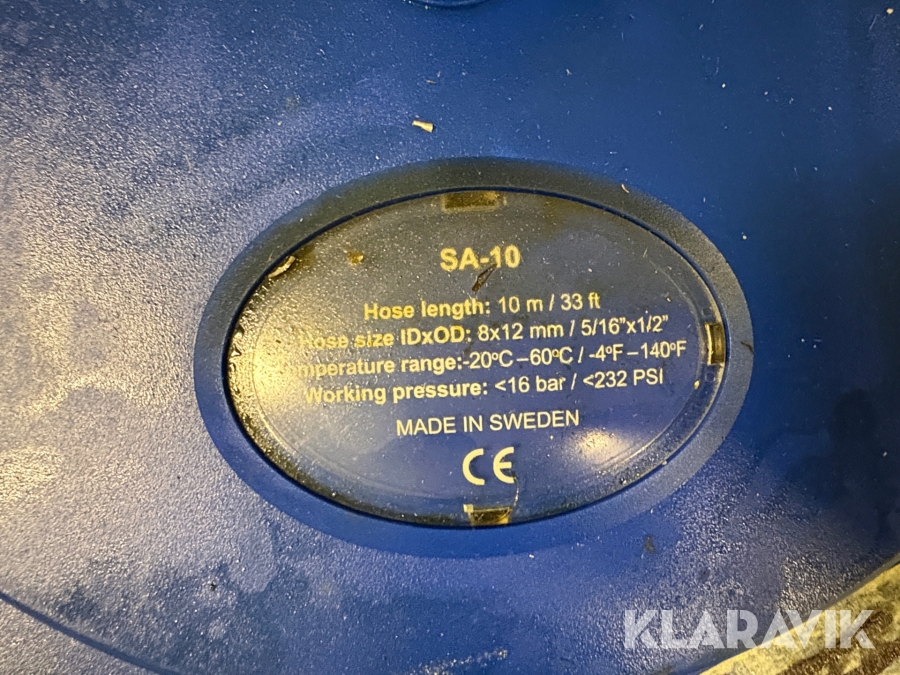 SA-10
Hose length: 10 m / 33 ft
Hose size IDxOD: 8x12 mm / 5/16"x1/2"
Temperature range:-20ºC–60ºC / -4ºF–140ºF
Working pressure: <16 bar / <232 PSI
MADE IN SWEDEN
CE
KLARAVIK